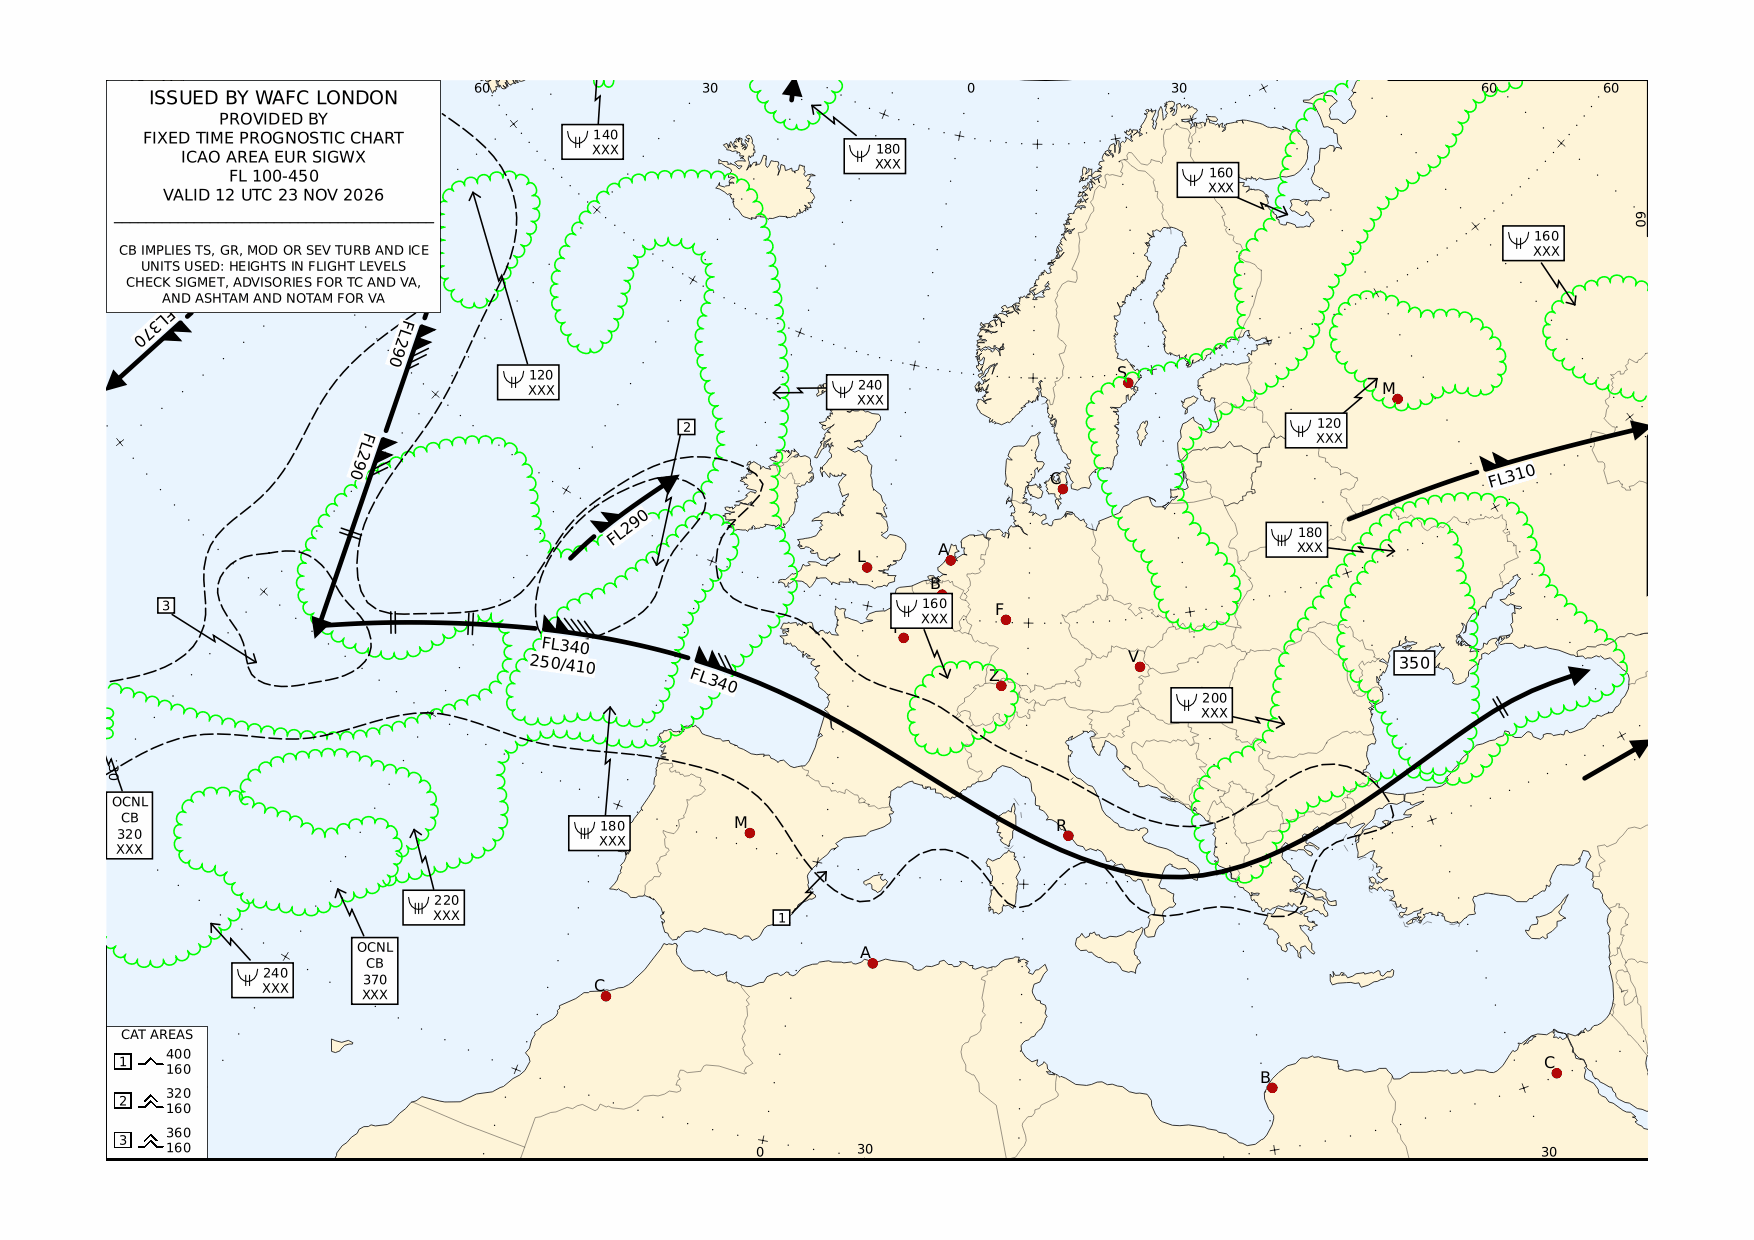 ISSUED BY WAFC LONDON
PROVIDED BY
FIXED TIME PROGNOSTIC CHART
ICAO AREA EUR SIGWX
FL 100-450
VALID 12 UTC 23 NOV 2026
CB IMPLIES TS, GR, MOD OR SEV TURB AND ICE
UNITS USED: HEIGHTS IN FLIGHT LEVELS
CHECK SIGMET, ADVISORIES FOR TC AND VA,
AND ASHTAM AND NOTAM FOR VA
60
30
0
30
60
60
60
140
XXX
180
XXX
160
XXX
160
XXX
FL370
FL290
120
XXX
240
XXX
S
M
120
XXX
2
FL290
C
FL310
FL290
180
XXX
L
A
B
160
XXX
F
3
FL340
250/410
FL340
V
Z
350
200
XXX
OCNL
CB
320
XXX
180
XXX
M
R
220
XXX
1
OCNL
CB
370
XXX
240
XXX
A
C
B
C
CAT AREAS
1 400
160
2 320
160
3 360
160
0
30
30